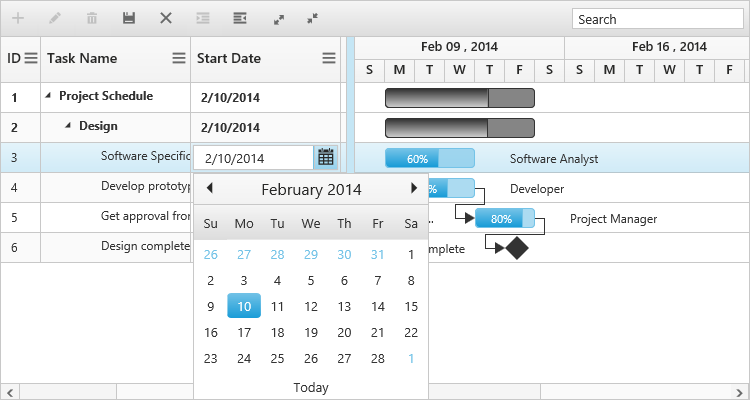 Search
ID Task Name Start Date
Feb 09 , 2014 Feb 16 , 2014
S M T W T F S S M T W T F
1 Project Schedule 2/10/2014
2 Design 2/10/2014
3 Software Specific 2/10/2014 60% Software Analyst
4 Develop prototyp % Developer
5 Get approval fron .. 80% Project Manager
6 Design complete mplete
February 2014
Su Mo Tu We Th Fr Sa
26 27 28 29 30 31 1
2 3 4 5 6 7 8
9 10 11 12 13 14 15
16 17 18 19 20 21 22
23 24 25 26 27 28 1
Today